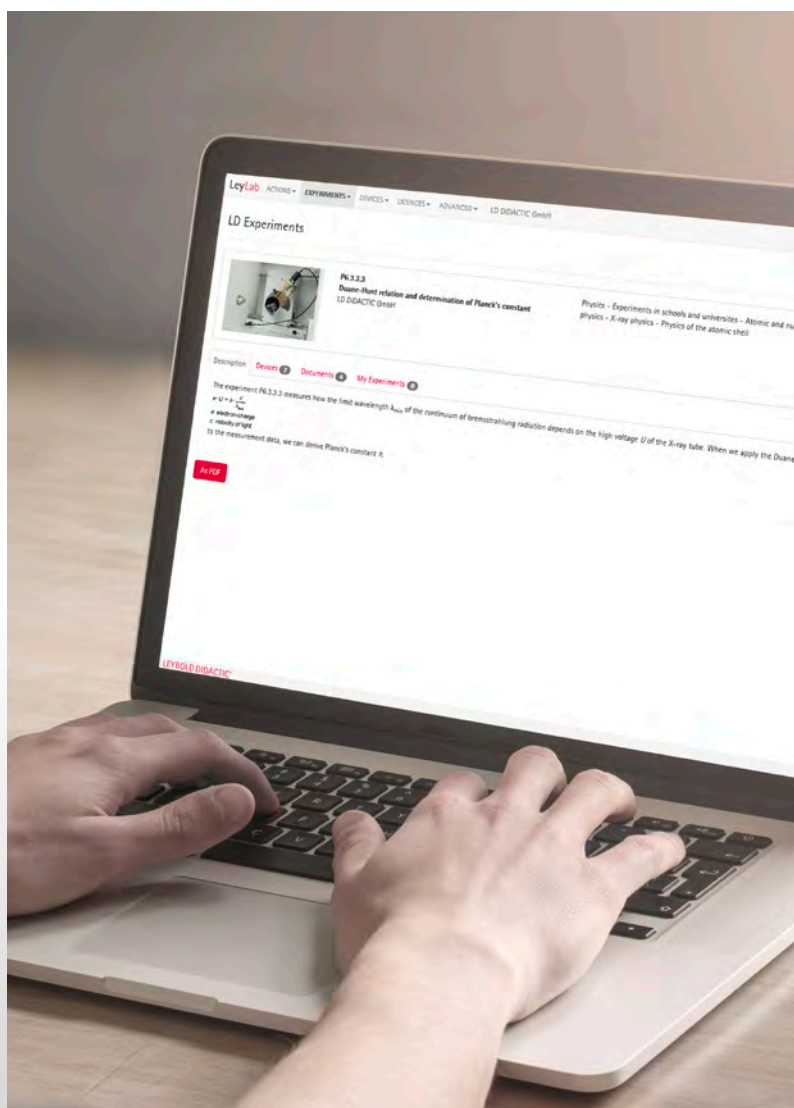 LeyLab ACTIONS EXPERIMENTS DEVICES LICENCES ADVANCED LD DIDACTIC GmbH
LD Experiments
P6.3.3.3
Duane-Hunt relation and determination of Planck's constant
LD DIDACTIC GmbH
Physics – Experiments in schools and universites – Atomic and nu
physics – X-ray physics – Physics of the atomic shell
Description Devices 7 Documents 4 My Experiments 0
The experiment P6.3.3.3 measures how the limit wavelength λmin of the continuum of bremsstrahlung radiation depends on the high voltage U of the X-ray tube. When we apply the Duane
e: electron charge
c: velocity of light
to the measurement data, we can derive Planck's constant h.
As PDF
LEYBOLD DIDACTIC